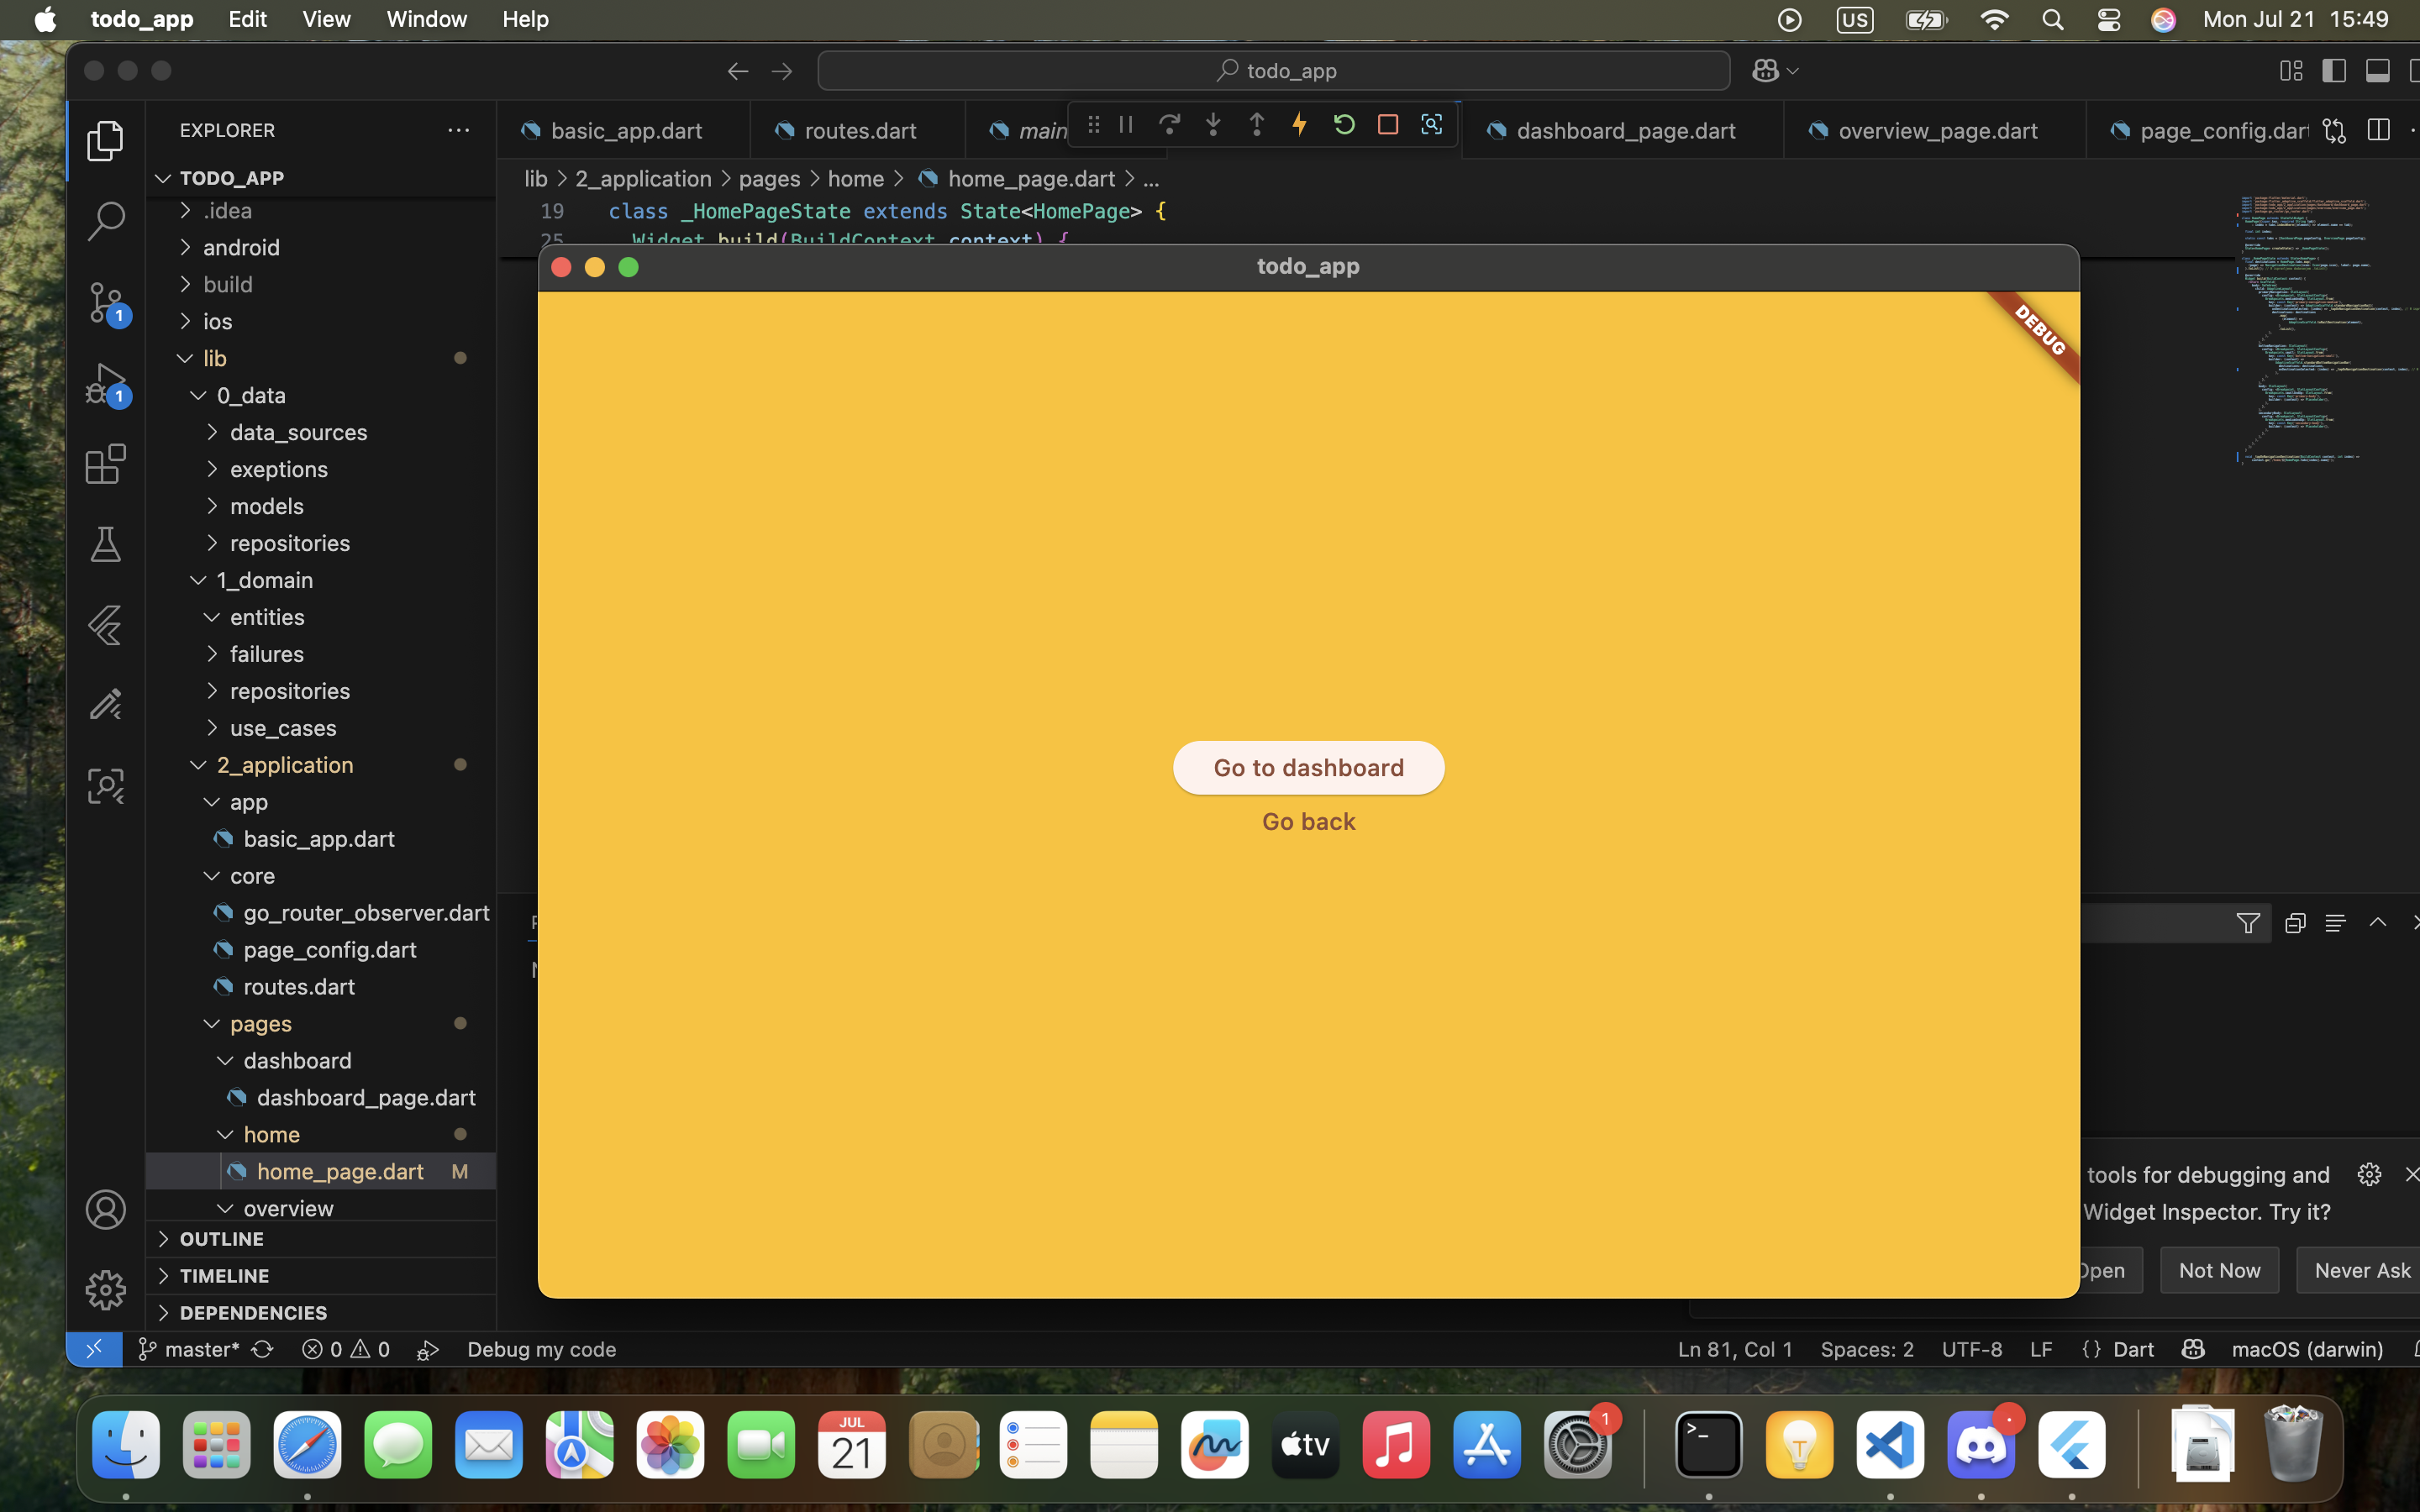 todo_app Edit View Window Help US Mon Jul 21 15:49
todo_app
EXPLORER
basic_app.dart routes.dart main dashboard_page.dart overview_page.dart page_config.dart
TODO_APP
lib > 2_application > pages > home > home_page.dart > ...
.idea
19 class _HomePageState extends State<HomePage> {
25 Widget build(BuildContext context) {
android
build
ios
lib
0_data
data_sources
exeptions
models
repositories
1_domain
entities
failures
repositories
use_cases
2_application
app
basic_app.dart
core
go_router_observer.dart
page_config.dart
routes.dart
pages
dashboard
dashboard_page.dart
home
home_page.dart M
overview
OUTLINE
TIMELINE
DEPENDENCIES
1
1
todo_app
DEBUG
Go to dashboard
Go back
tools for debugging and
Widget Inspector. Try it?
Open Not Now Never Ask
master* 0 0 Debug my code Ln 81, Col 1 Spaces: 2 UTF-8 LF {} Dart macOS (darwin)
JUL
21
tv
1
>_